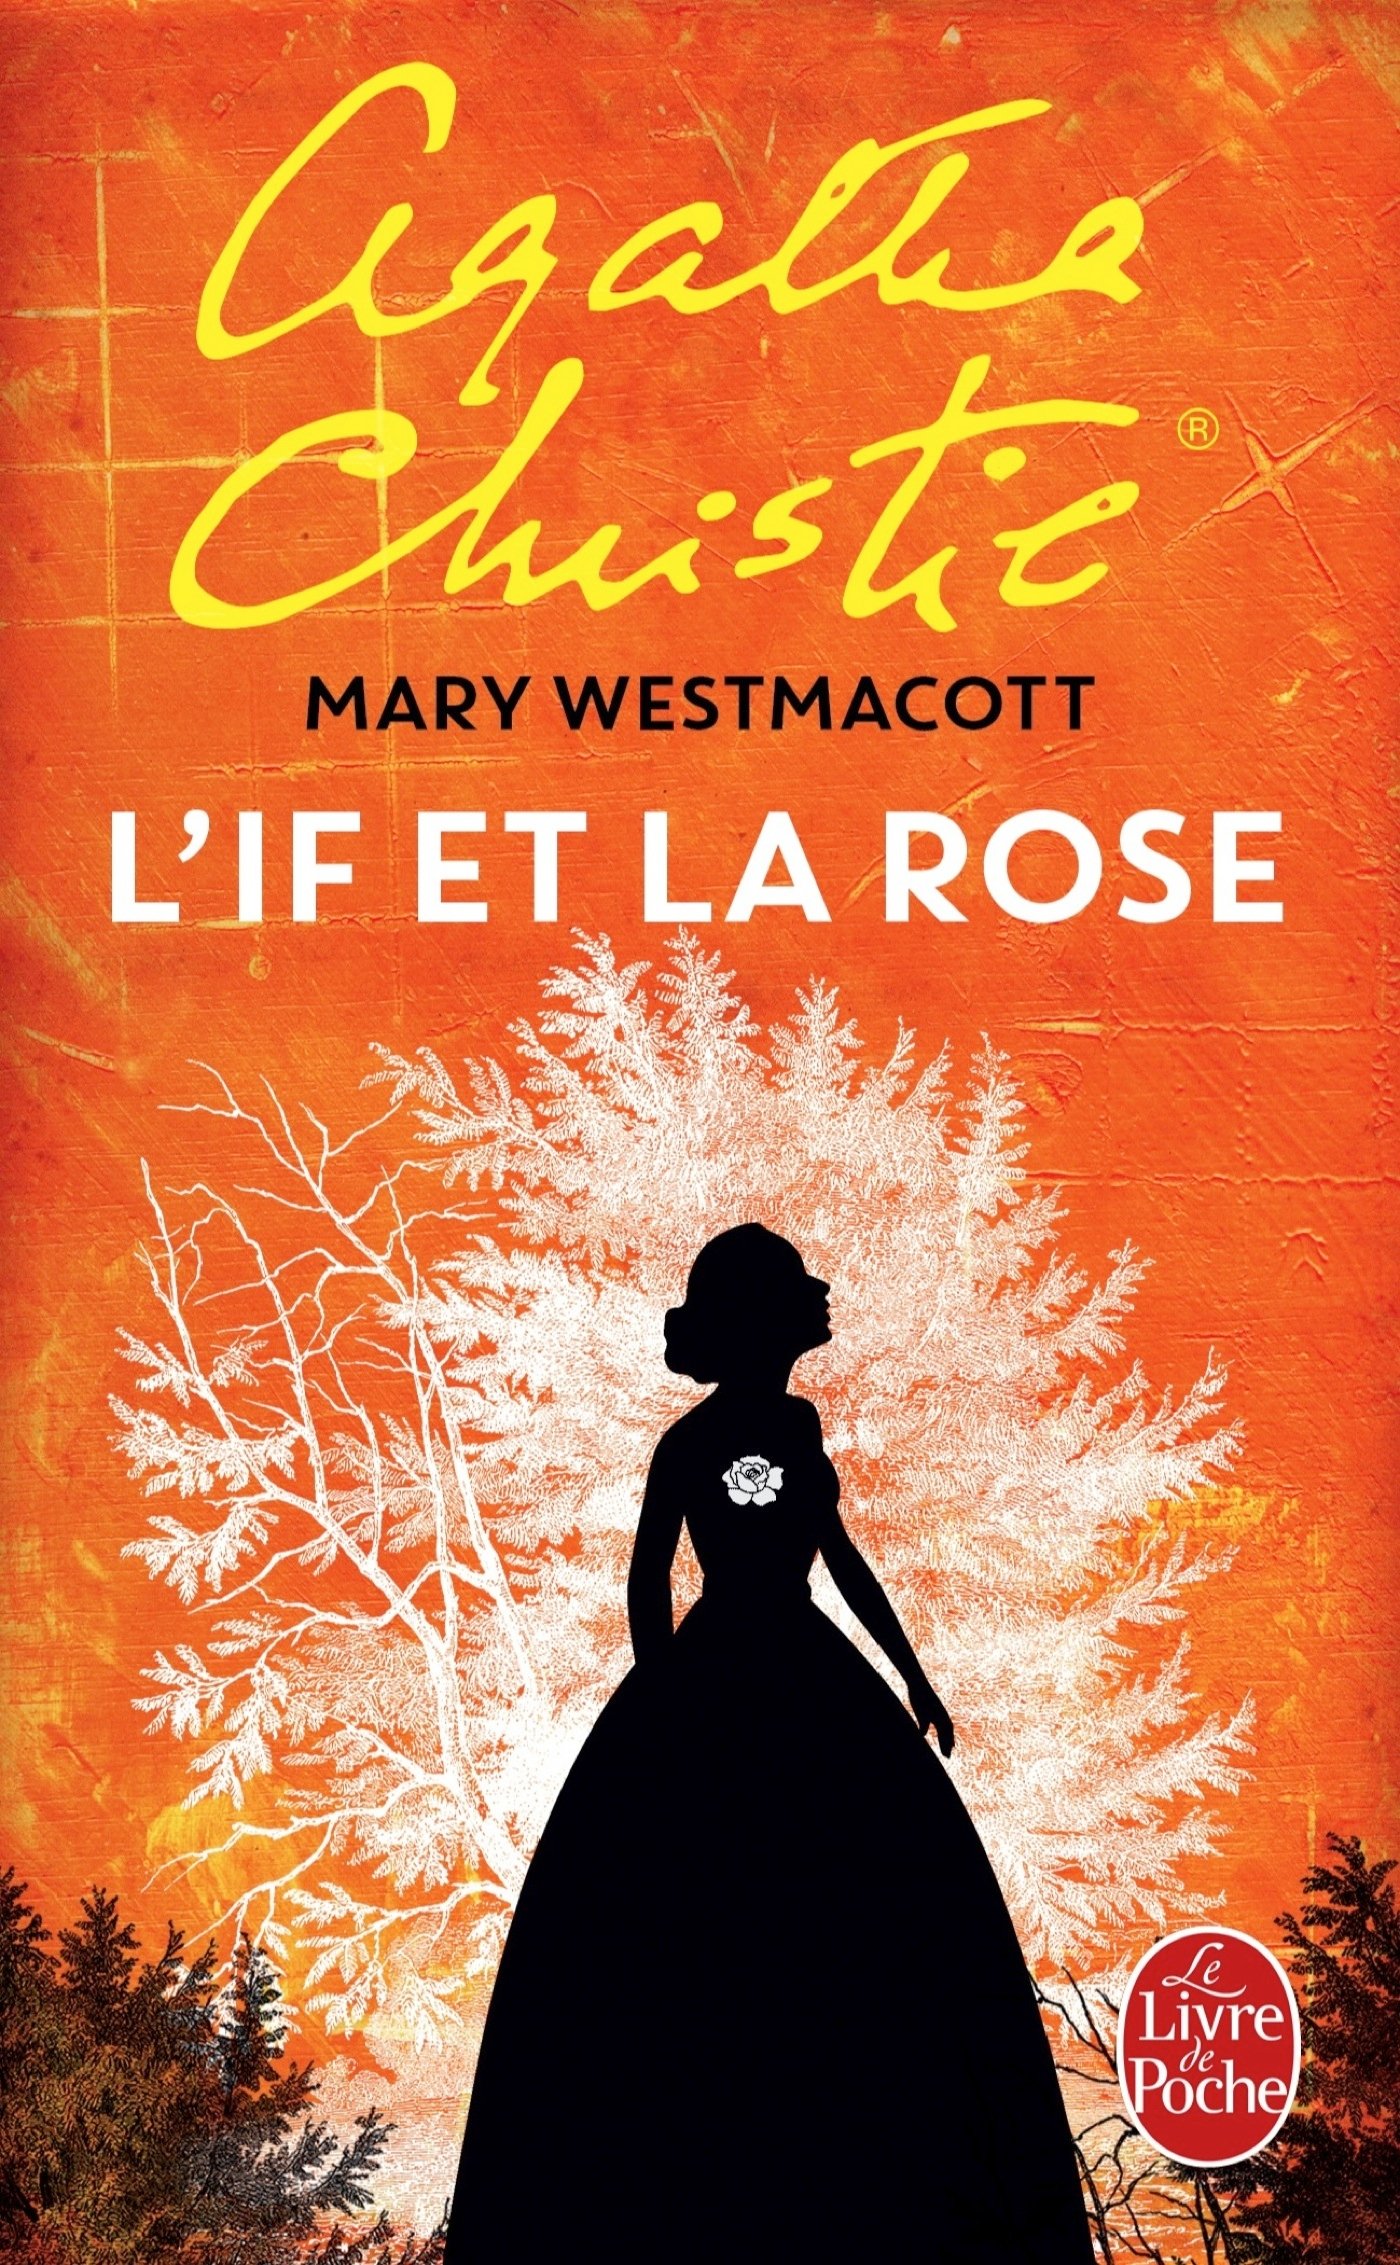 Agatha
Christie®
MARY WESTMACOTT
L'IF ET LA ROSE
Le
Livre
de
Poche